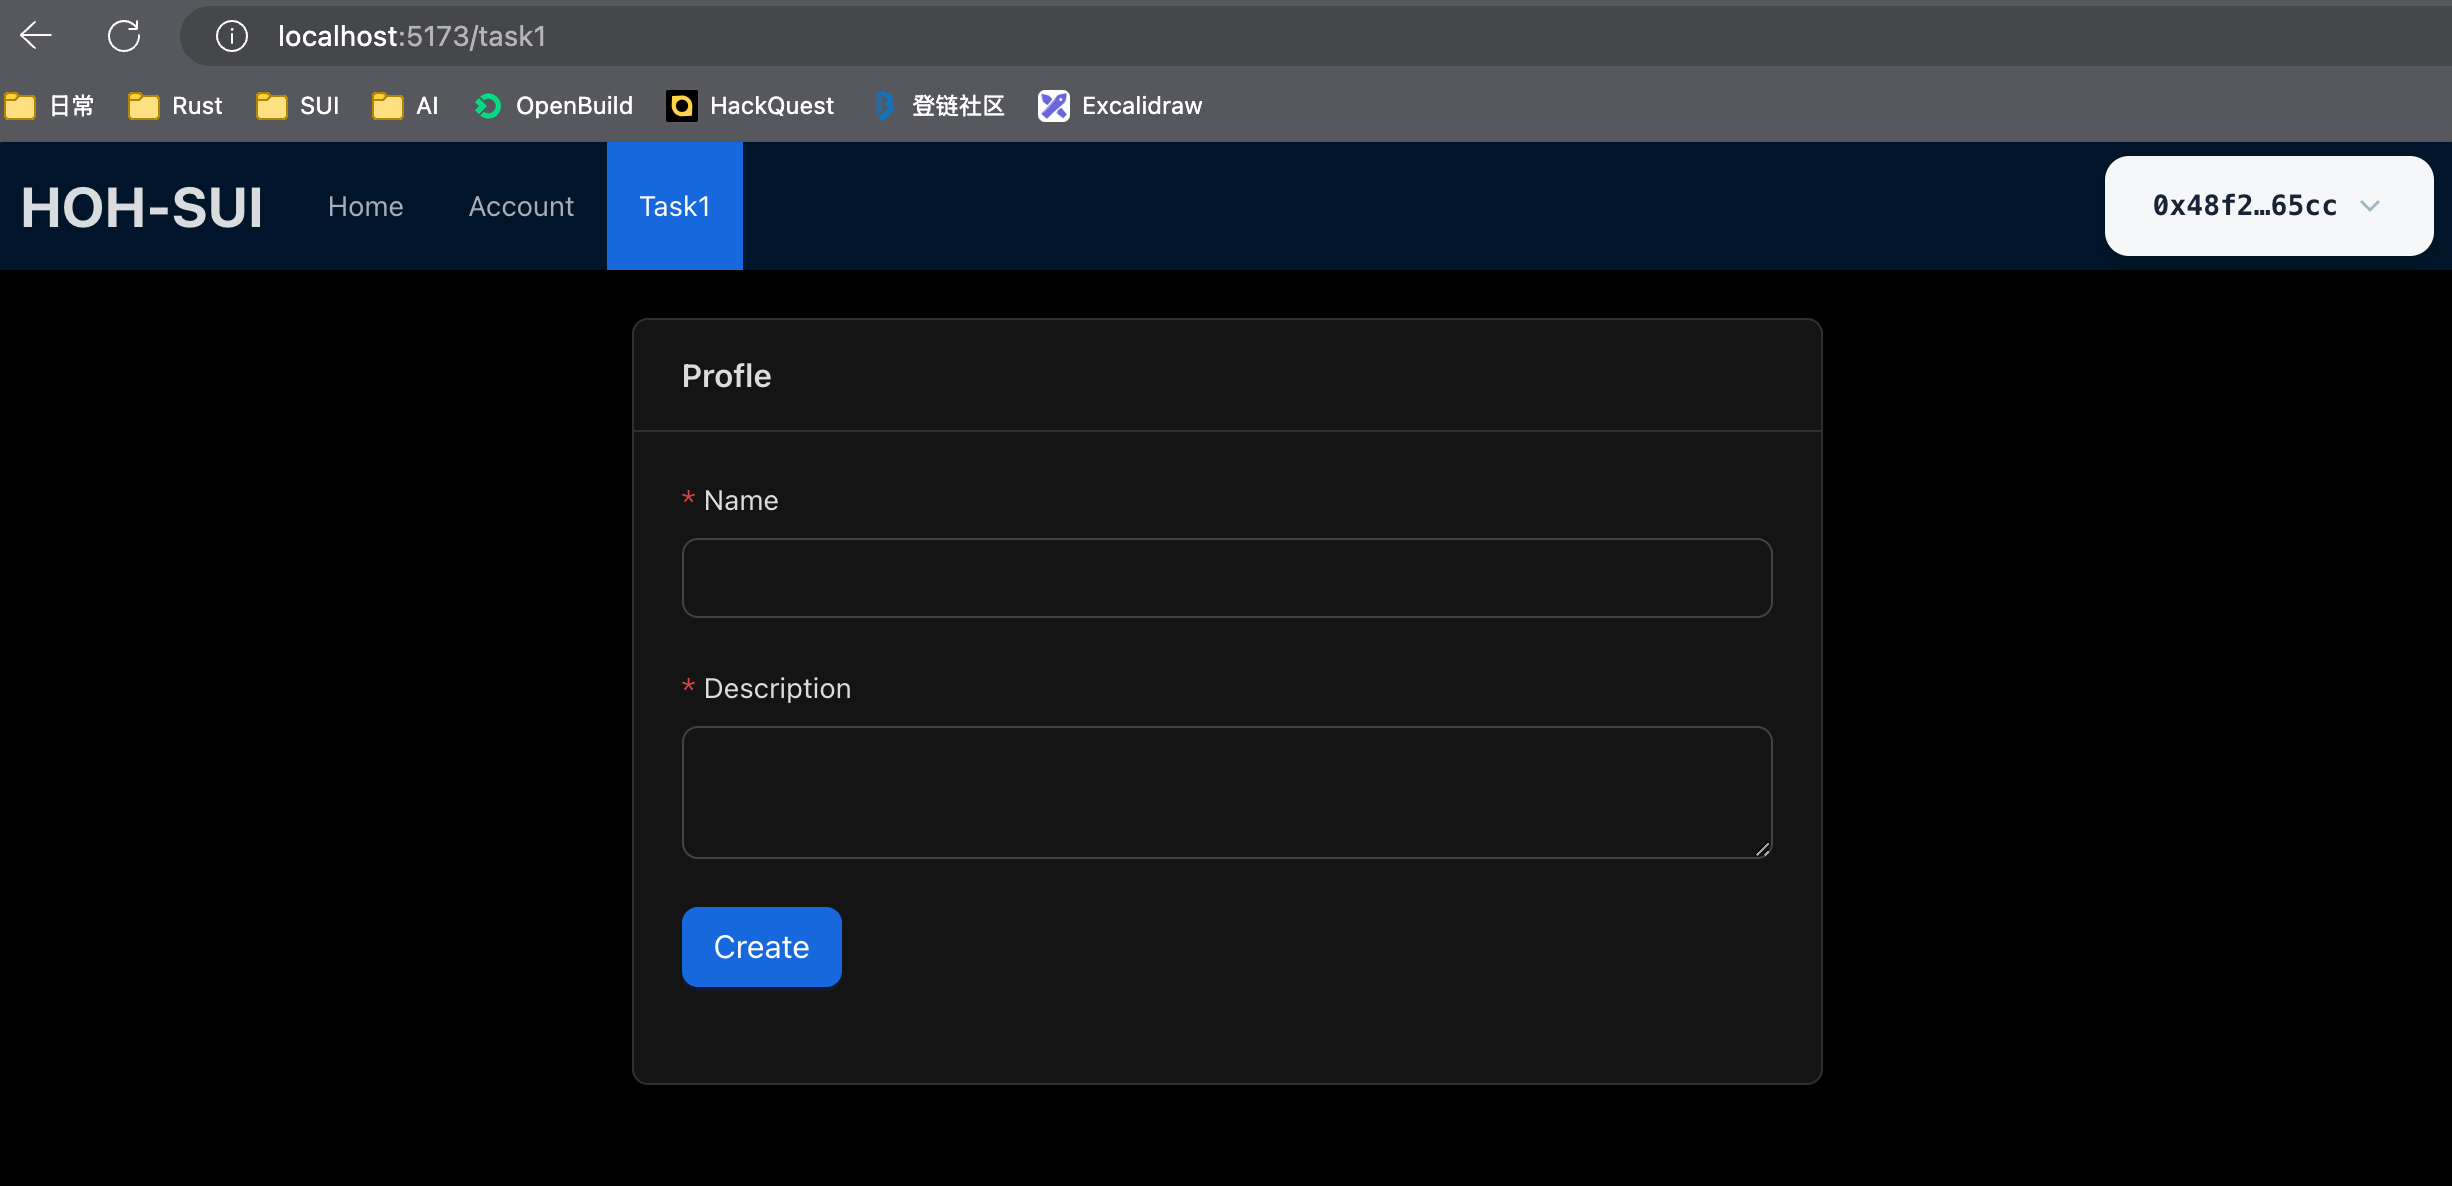 localhost:5173/task1
日常 Rust SUI AI OpenBuild HackQuest 登链社区 Excalidraw
HOH-SUI Home Account Task1 0x48f2…65cc
Profle
* Name
* Description
Create